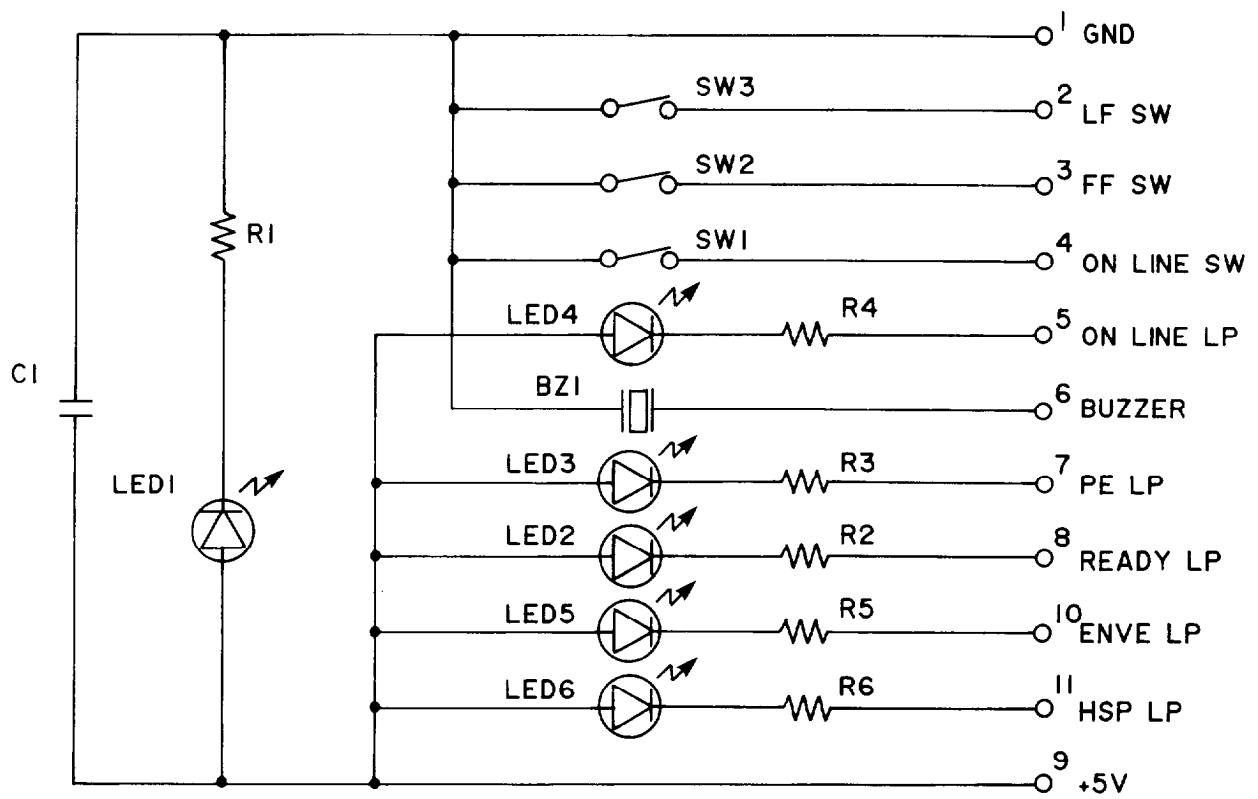 1 GND
SW3
2 LF SW
SW2
3 FF SW
R1
SW1
4 ON LINE SW
LED4
R4
5 ON LINE LP
C1
BZ1
6 BUZZER
LED3
R3
7 PE LP
LED1
LED2
R2
8 READY LP
LED5
R5
10 ENVE LP
LED6
R6
11 HSP LP
9 +5V